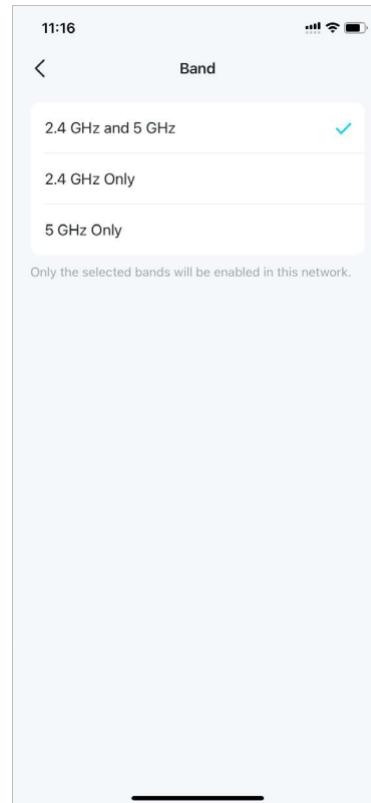 11:16
Band
2.4 GHz and 5 GHz
2.4 GHz Only
5 GHz Only
Only the selected bands will be enabled in this network.